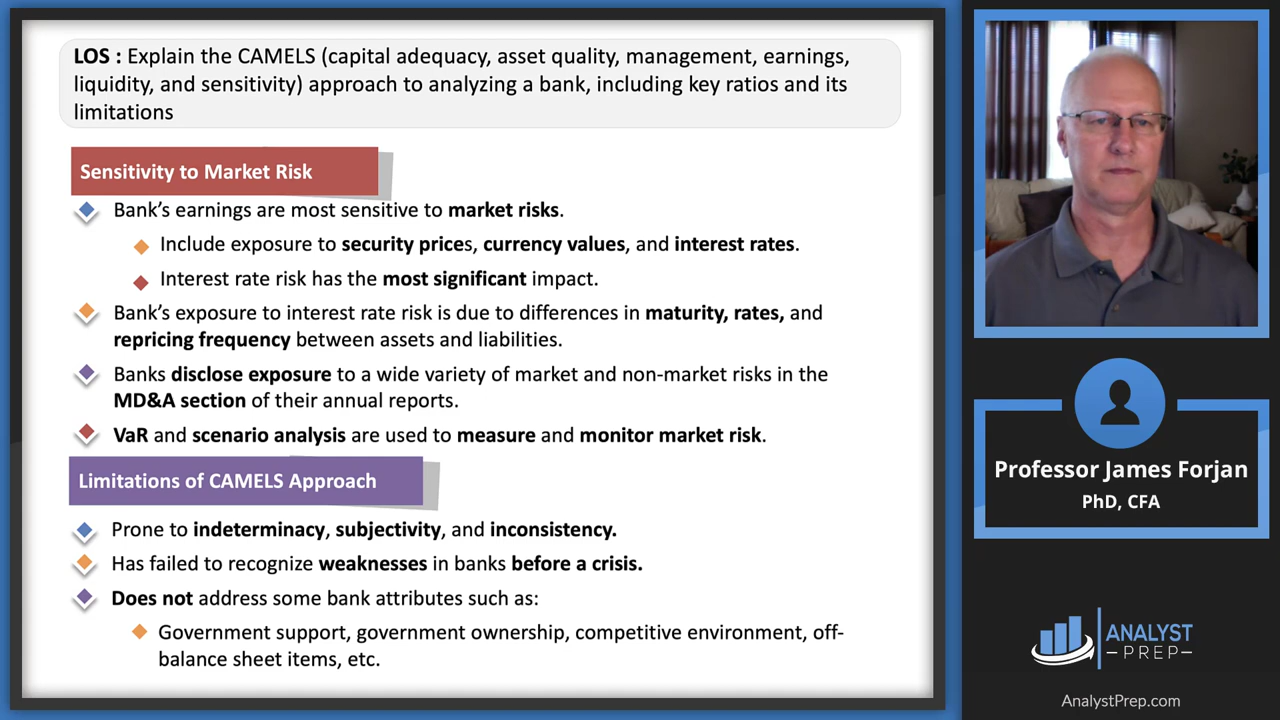 LOS : Explain the CAMELS (capital adequacy, asset quality, management, earnings,
liquidity, and sensitivity) approach to analyzing a bank, including key ratios and its
limitations
Sensitivity to Market Risk
Bank’s earnings are most sensitive to market risks.
Include exposure to security prices, currency values, and interest rates.
Interest rate risk has the most significant impact.
Bank’s exposure to interest rate risk is due to differences in maturity, rates, and
repricing frequency between assets and liabilities.
Banks disclose exposure to a wide variety of market and non-market risks in the
MD&A section of their annual reports.
VaR and scenario analysis are used to measure and monitor market risk.
Limitations of CAMELS Approach
Prone to indeterminacy, subjectivity, and inconsistency.
Has failed to recognize weaknesses in banks before a crisis.
Does not address some bank attributes such as:
Government support, government ownership, competitive environment, off-
balance sheet items, etc.
Professor James Forjan
PhD, CFA
ANALYST
PREP
AnalystPrep.com